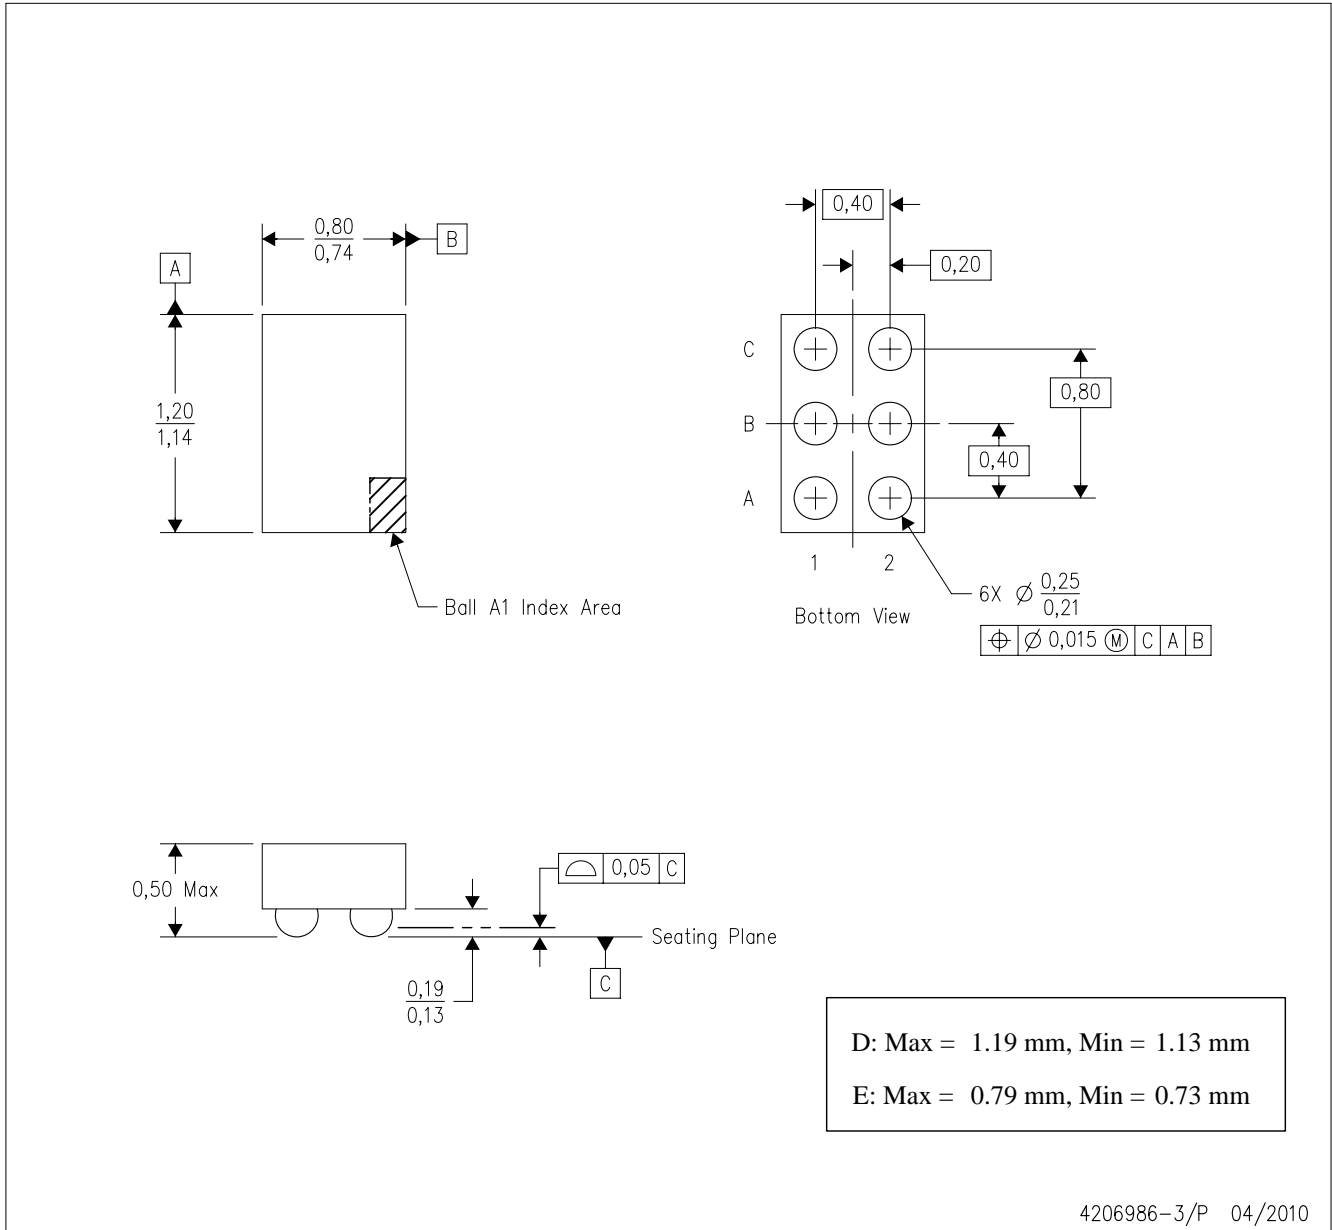 0,40
0,80
0,74
B
0,20
A
C
0,80
1,20
1,14
B
0,40
A
1 2
6X Ø 0,25
0,21
Ball A1 Index Area
Bottom View
⌖ Ø 0,015 Ⓜ C A B
0,05 C
0,50 Max
Seating Plane
C
0,19
0,13
D: Max = 1.19 mm, Min = 1.13 mm
E: Max = 0.79 mm, Min = 0.73 mm
4206986-3/P 04/2010